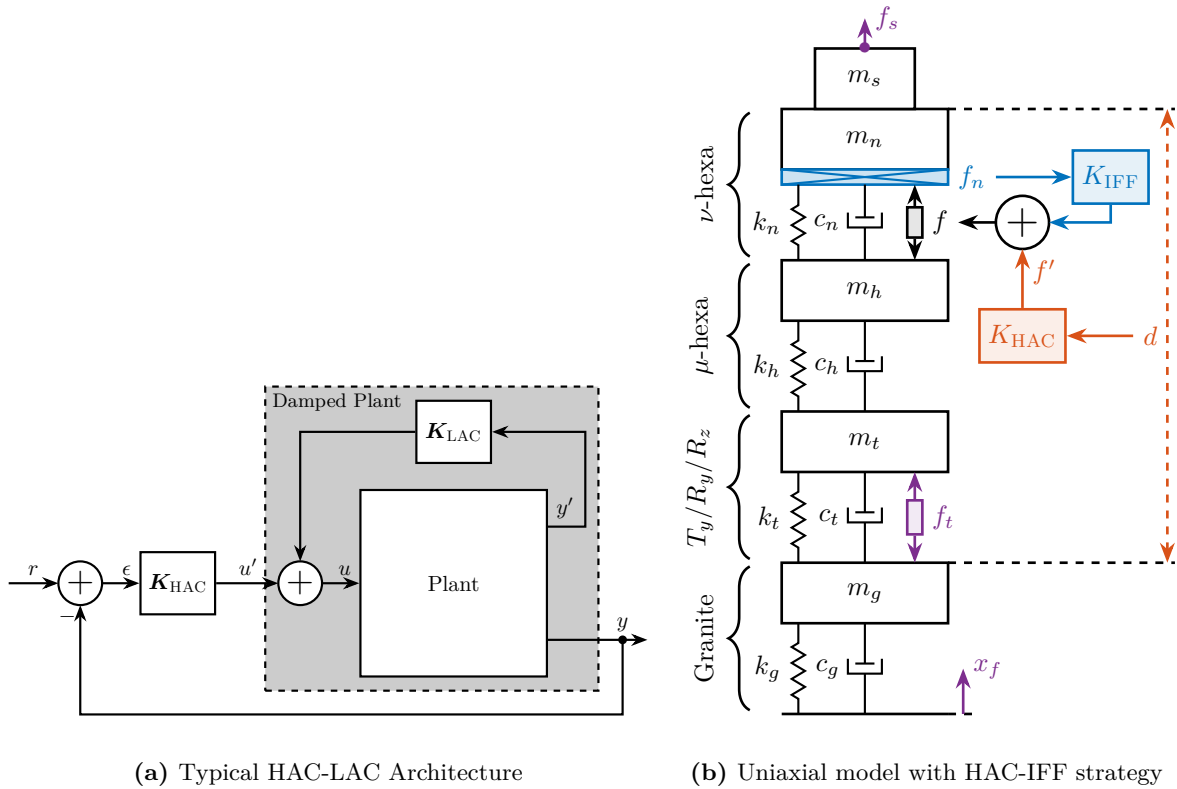 Damped Plant
K_LAC
y′
r
ϵ
K_HAC
u′
u
Plant
y
−
(a) Typical HAC-LAC Architecture
f_s
m_s
m_n
f_n
K_IFF
ν-hexa
k_n
c_n
f
m_h
f′
μ-hexa
k_h
c_h
K_HAC
d
m_t
T_y/R_y/R_z
k_t
c_t
f_t
m_g
Granite
k_g
c_g
x_f
(b) Uniaxial model with HAC-IFF strategy